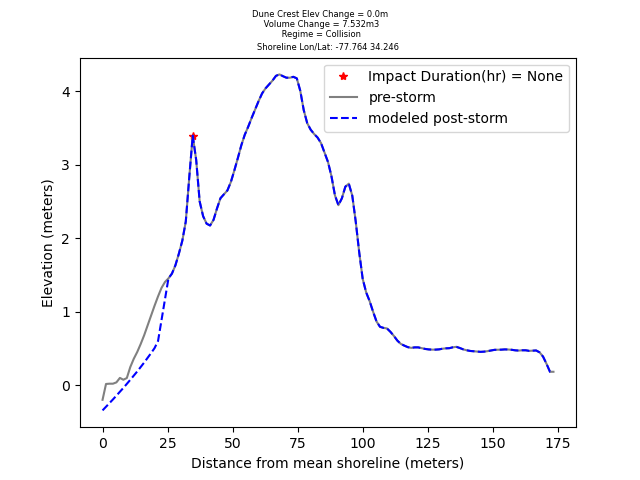 Dune Crest Elev Change = 0.0m
Volume Change = 7.532m3
Regime = Collision
Shoreline Lon/Lat: -77.764 34.246
Impact Duration(hr) = None
pre-storm
modeled post-storm
4
3
2
1
0
Elevation (meters)
0 25 50 75 100 125 150 175
Distance from mean shoreline (meters)